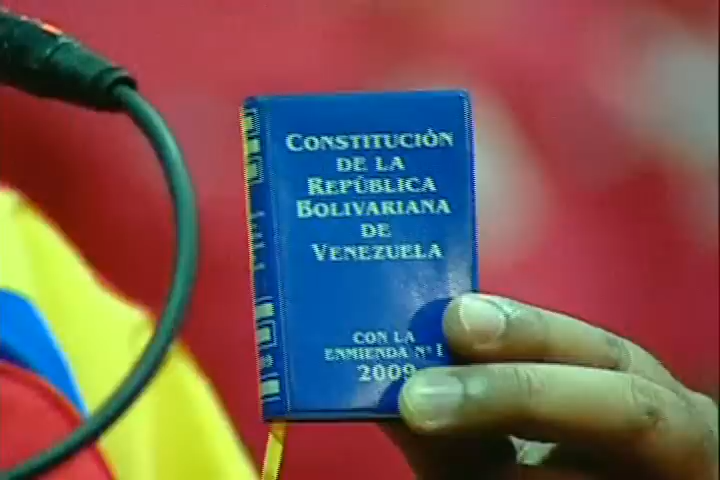 CONSTITUCIÓN
DE LA
REPÚBLICA
BOLIVARIANA
DE
VENEZUELA
CON LA
ENMIENDA Nº 1
2009